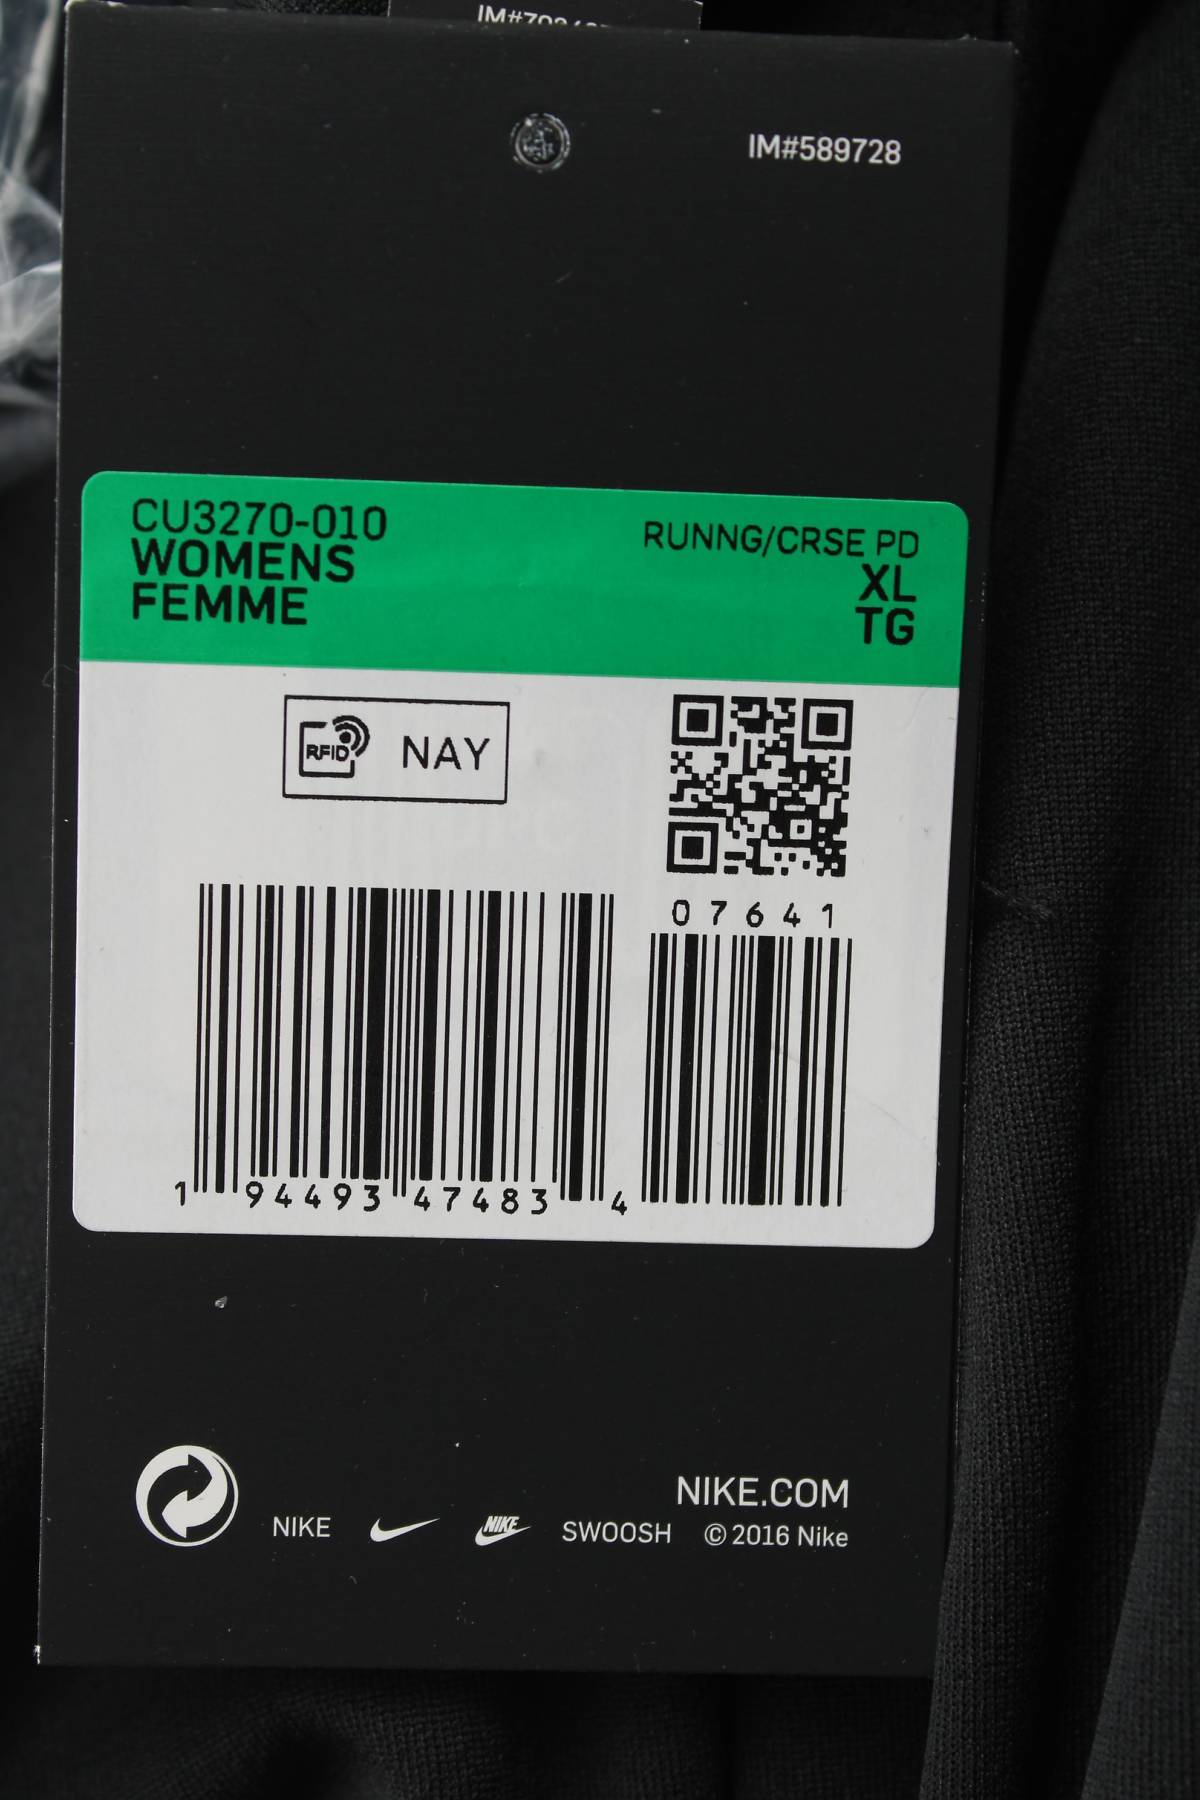 IM#589728
CU3270-010
WOMENS
FEMME
RUNNG/CRSE PD
XL
TG
RFID NAY
07641
1 94493 47483 4
NIKE.COM
NIKE NIKE SWOOSH © 2016 Nike